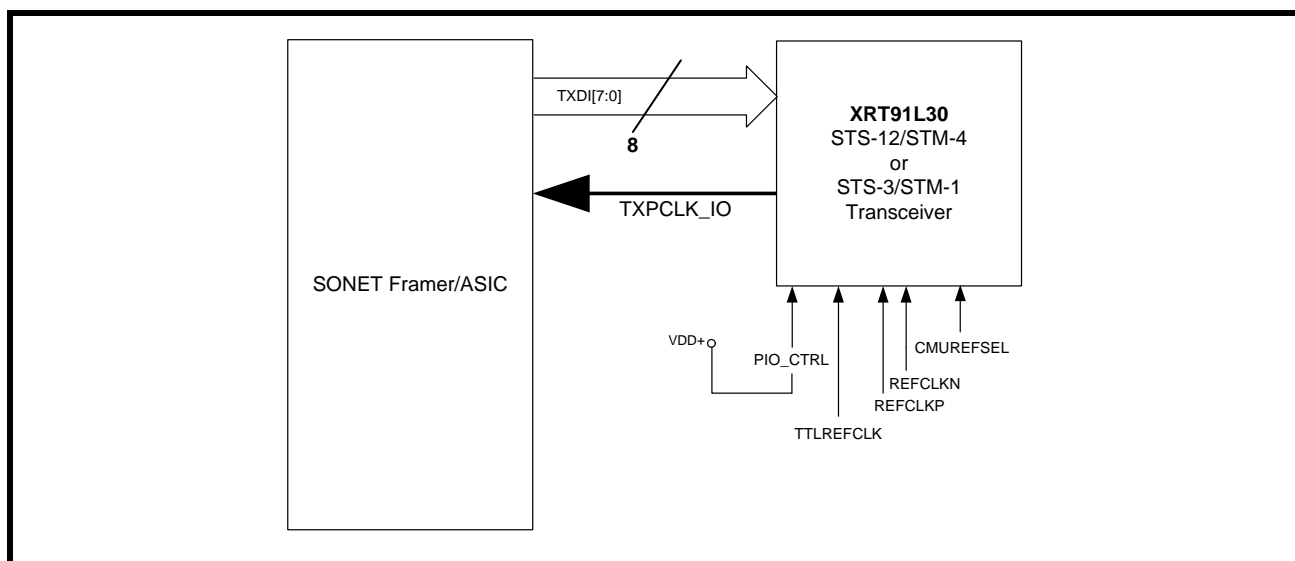 TXDI[7:0]
8
XRT91L30
STS-12/STM-4
or
STS-3/STM-1
Transceiver
TXPCLK_IO
SONET Framer/ASIC
VDD+
PIO_CTRL
CMUREFSEL
REFCLKN
REFCLKP
TTLREFCLK